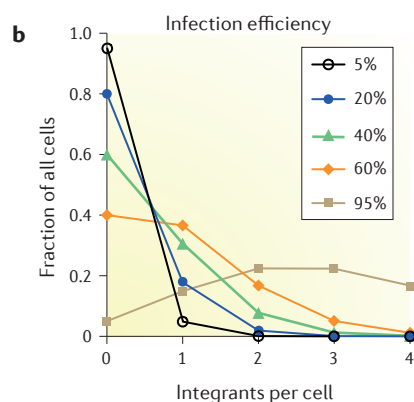 b
Infection efficiency
Fraction of all cells
1.0
0.8
0.6
0.4
0.2
0
5%
20%
40%
60%
95%
0 1 2 3 4
Integrants per cell